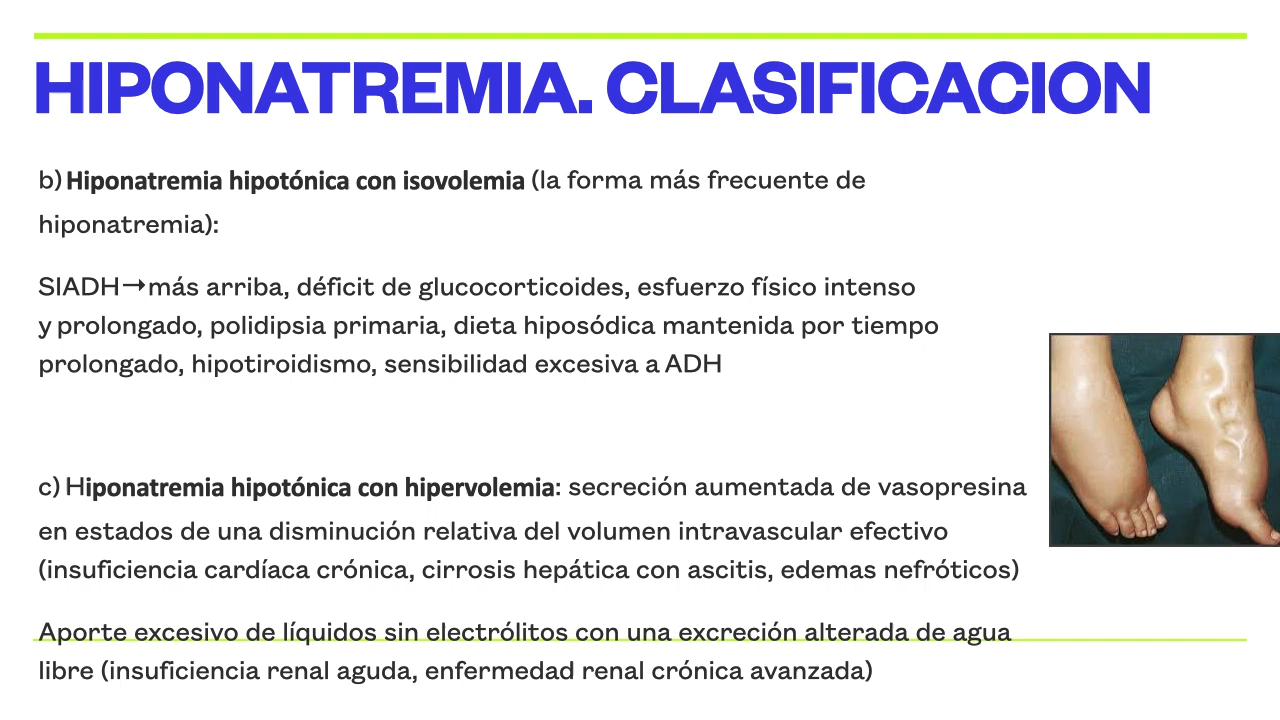 HIPONATREMIA. CLASIFICACION
b) Hiponatremia hipotónica con isovolemia (la forma más frecuente de
hiponatremia):
SIADH→más arriba, déficit de glucocorticoides, esfuerzo físico intenso
y prolongado, polidipsia primaria, dieta hiposódica mantenida por tiempo
prolongado, hipotiroidismo, sensibilidad excesiva a ADH
c) Hiponatremia hipotónica con hipervolemia: secreción aumentada de vasopresina
en estados de una disminución relativa del volumen intravascular efectivo
(insuficiencia cardíaca crónica, cirrosis hepática con ascitis, edemas nefróticos)
Aporte excesivo de líquidos sin electrólitos con una excreción alterada de agua
libre (insuficiencia renal aguda, enfermedad renal crónica avanzada)